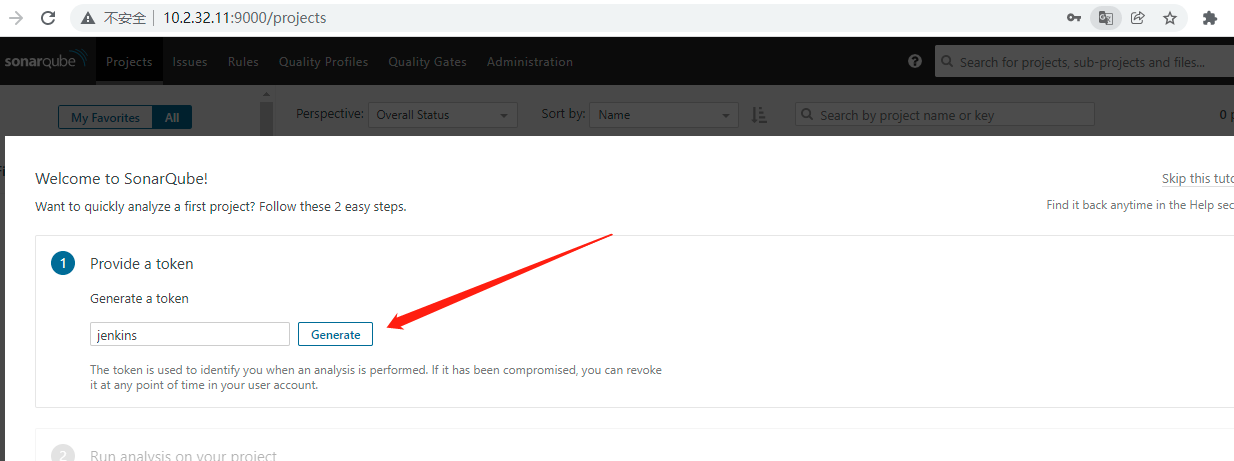 不安全 | 10.2.32.11:9000/projects
sonarqube Projects Issues Rules Quality Profiles Quality Gates Administration ? Search for projects, sub-projects and files...
My Favorites All Perspective: Overall Status Sort by: Name Search by project name or key 0
Welcome to SonarQube! Skip this tuto
Want to quickly analyze a first project? Follow these 2 easy steps. Find it back anytime in the Help sec
1 Provide a token
Generate a token
jenkins Generate
The token is used to identify you when an analysis is performed. If it has been compromised, you can revoke
it at any point of time in your user account.
2 Run analysis on your project